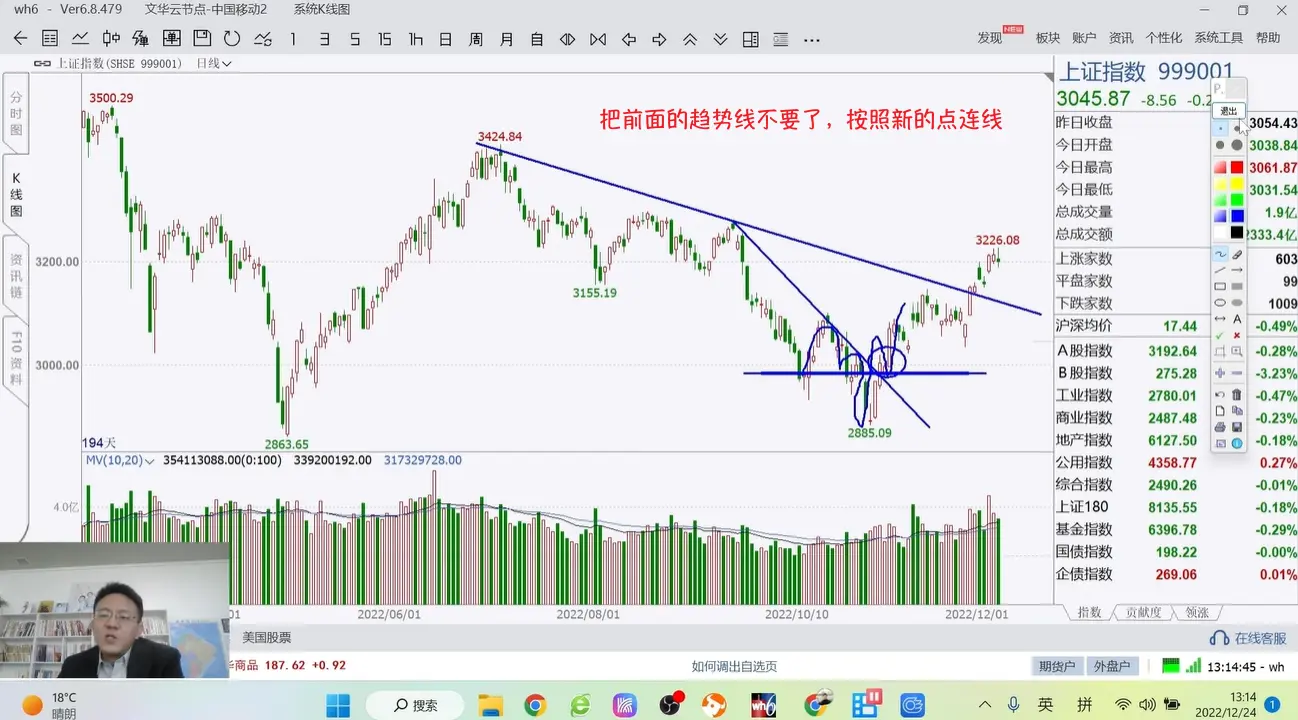 wh6 - Ver6.8.479 文华云节点-中国移动2 系统K线图
1 3 5 15 1h 日 周 月 自
发现 NEW 板块 账户 资讯 个性化 系统工具 帮助
上证指数(SHSE 999001) 日线
分时图
K线图
资讯链
F10资料
3500.29
3424.84
把前面的趋势线不要了，按照新的点连线
3226.08
3200.00
3155.19
3000.00
2885.09
2863.65
194天
MV(10,20) 354113088.00(0:100) 339200192.00 317329728.00
4.0亿
01 2022/06/01 2022/08/01 2022/10/10 2022/12/01
上证指数 999001
3045.87 -8.56 -0.2
退出
昨日收盘 3054.43
今日开盘 3038.84
今日最高 3061.87
今日最低 3031.54
总成交量 1.9亿
总成交额 2333.4亿
上涨家数 603
平盘家数 99
下跌家数 1009
沪深均价 17.44 -0.49%
A股指数 3192.64 -0.28%
B股指数 275.28 -3.23%
工业指数 2780.01 -0.47%
商业指数 2487.48 -0.23%
地产指数 6127.50 -0.18%
公用指数 4358.77 0.27%
综合指数 2490.26 -0.01%
上证180 8135.55 -0.18%
基金指数 6396.78 -0.29%
国债指数 198.22 -0.00%
企债指数 269.06 0.01%
指数 贡献度 领涨
美国股票
在线客服
商品 187.62 +0.92
如何调出自选页
期货户 外盘户
13:14:45 - wh
18°C
晴朗
搜索
wh6
英 拼
13:14
2022/12/24
1